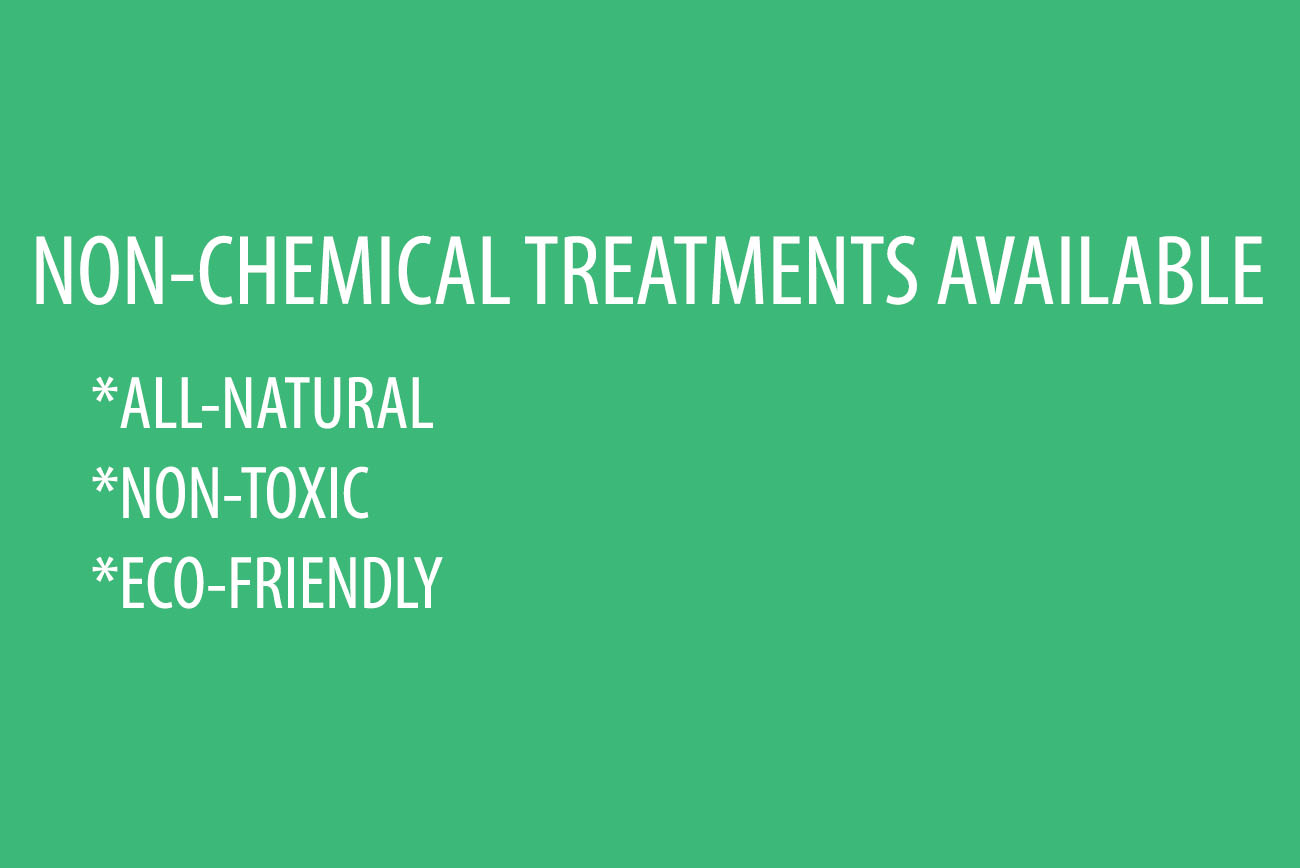 NON-CHEMICAL TREATMENTS AVAILABLE
*ALL-NATURAL
*NON-TOXIC
*ECO-FRIENDLY